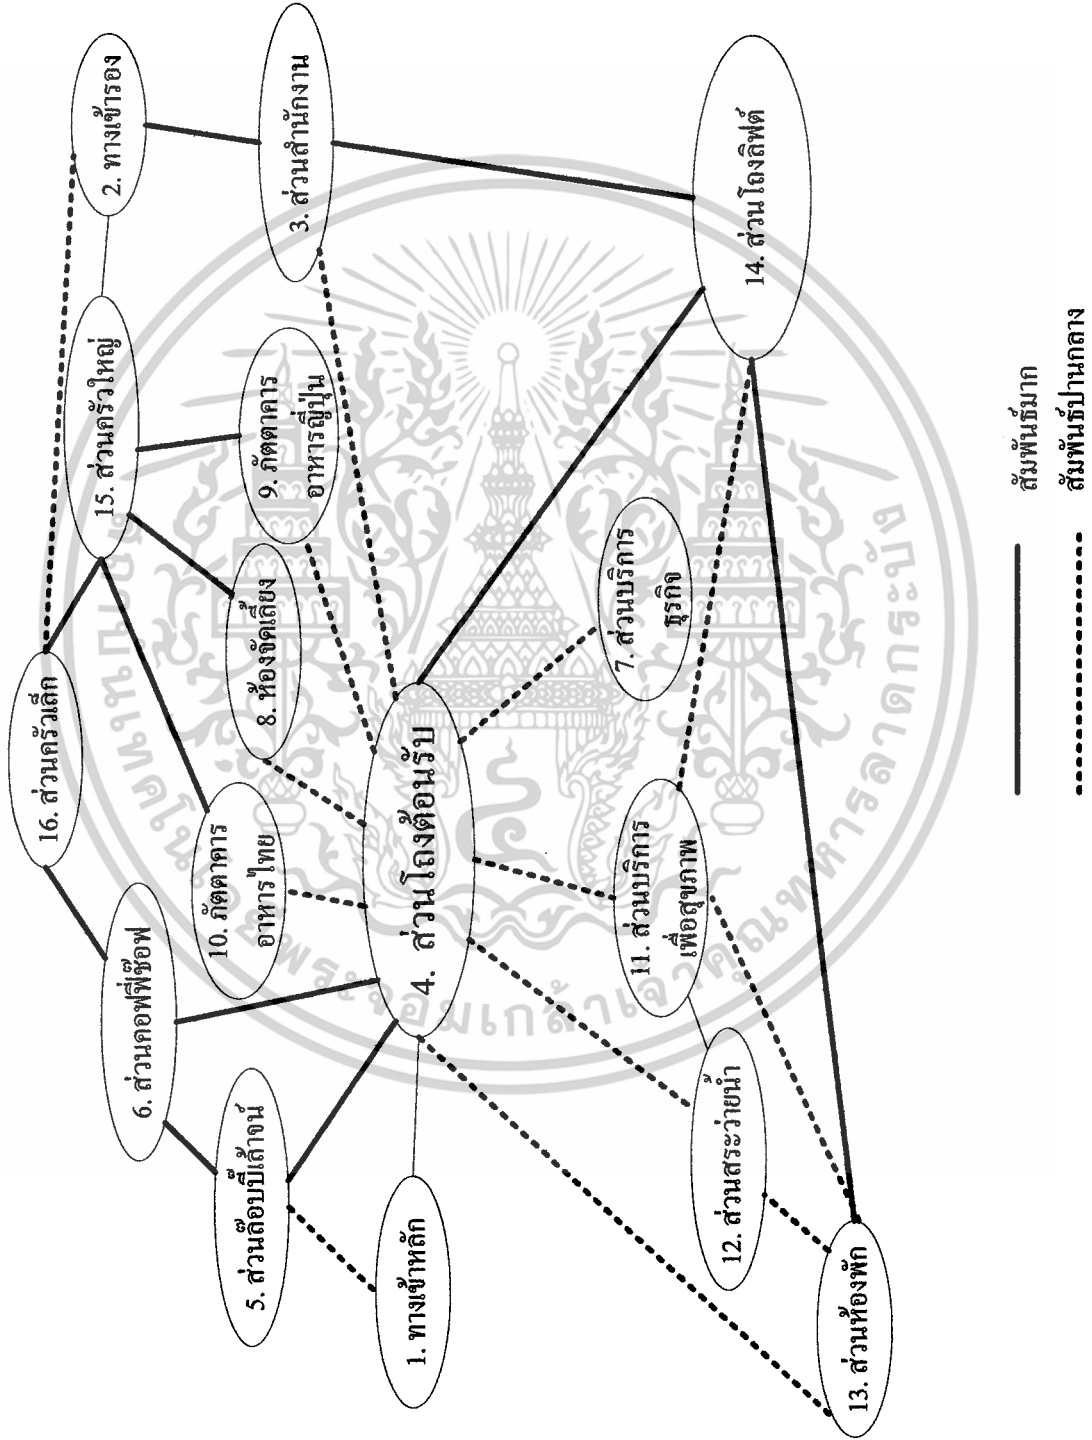 1. ทางเข้าหลัก
2. ทางเข้ารอง
3. ส่วนสำนักงาน
4. ส่วนโถงต้อนรับ
5. ส่วนล๊อบบี้เล้าจน์
6. ส่วนคอฟฟี่ช๊อฟ
7. ส่วนบริการ
ธุรกิจ
8. ห้องจัดเลี้ยง
9. ภัตตาคาร
อาหารญี่ปุ่น
10. ภัตตาคาร
อาหารไทย
11. ส่วนบริการ
เพื่อสุขภาพ
12. ส่วนสระว่ายน้ำ
13. ส่วนห้องพัก
14. ส่วนโถงลิฟต์
15. ส่วนครัวใหญ่
16. ส่วนครัวเล็ก
สัมพันธ์มาก
สัมพันธ์ปานกลาง